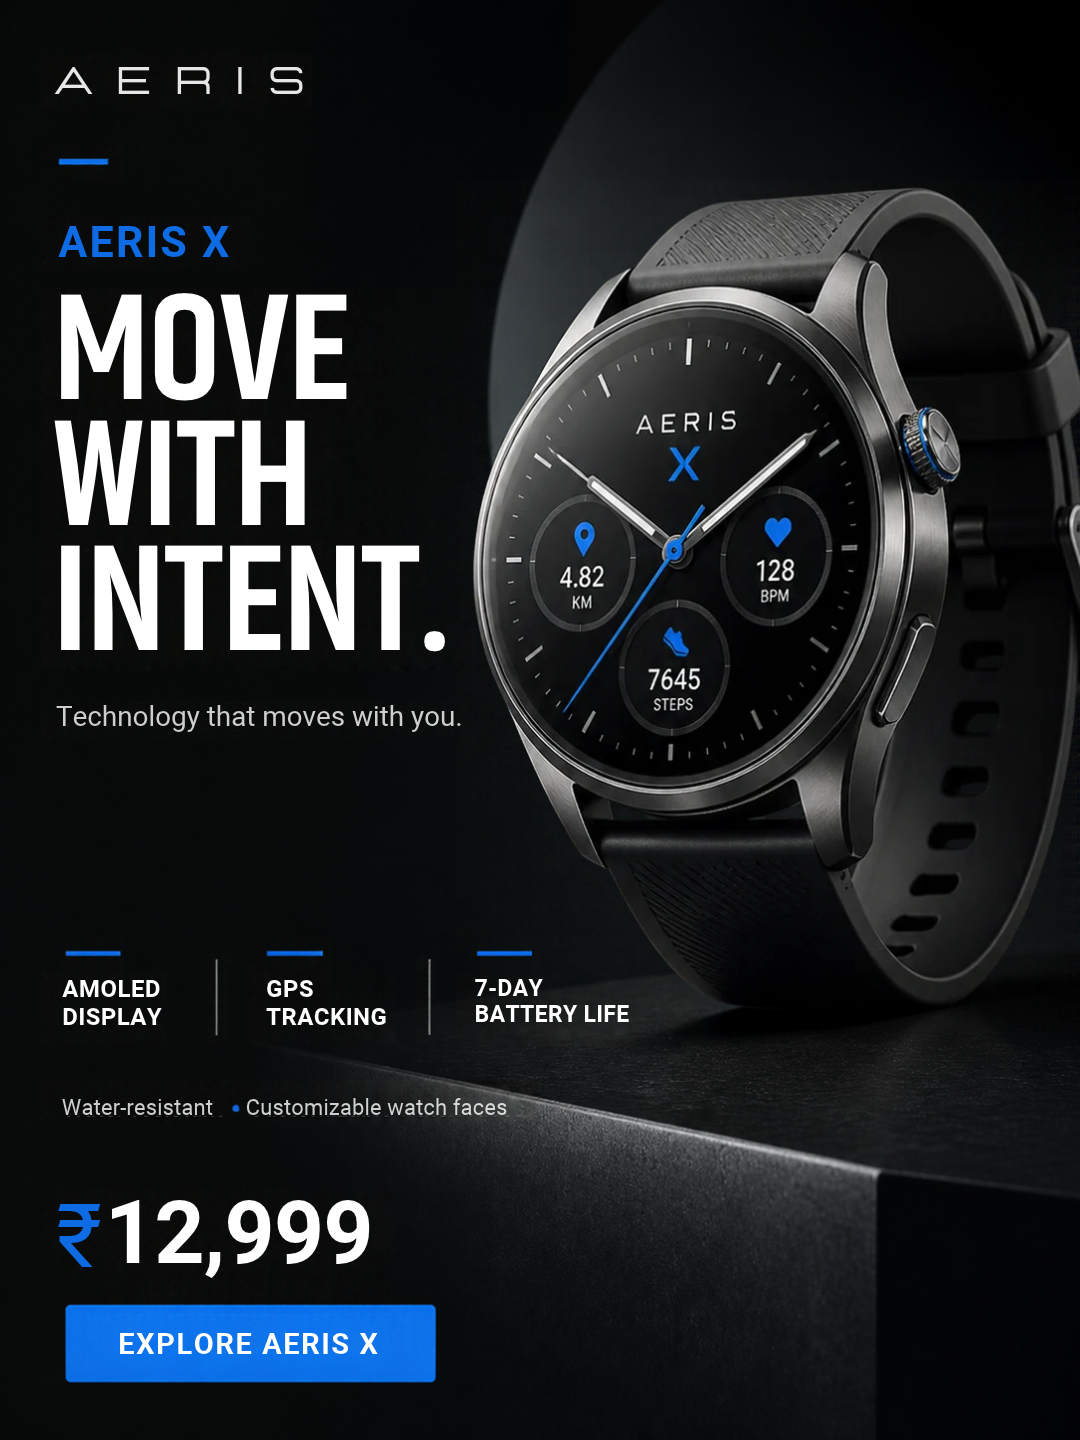 AERIS
AERIS X
MOVE
WITH
INTENT.
Technology that moves with you.
AERIS
X
4.82
KM
128
BPM
7645
STEPS
AMOLED
DISPLAY
GPS
TRACKING
7-DAY
BATTERY LIFE
Water-resistant • Customizable watch faces
₹12,999
EXPLORE AERIS X